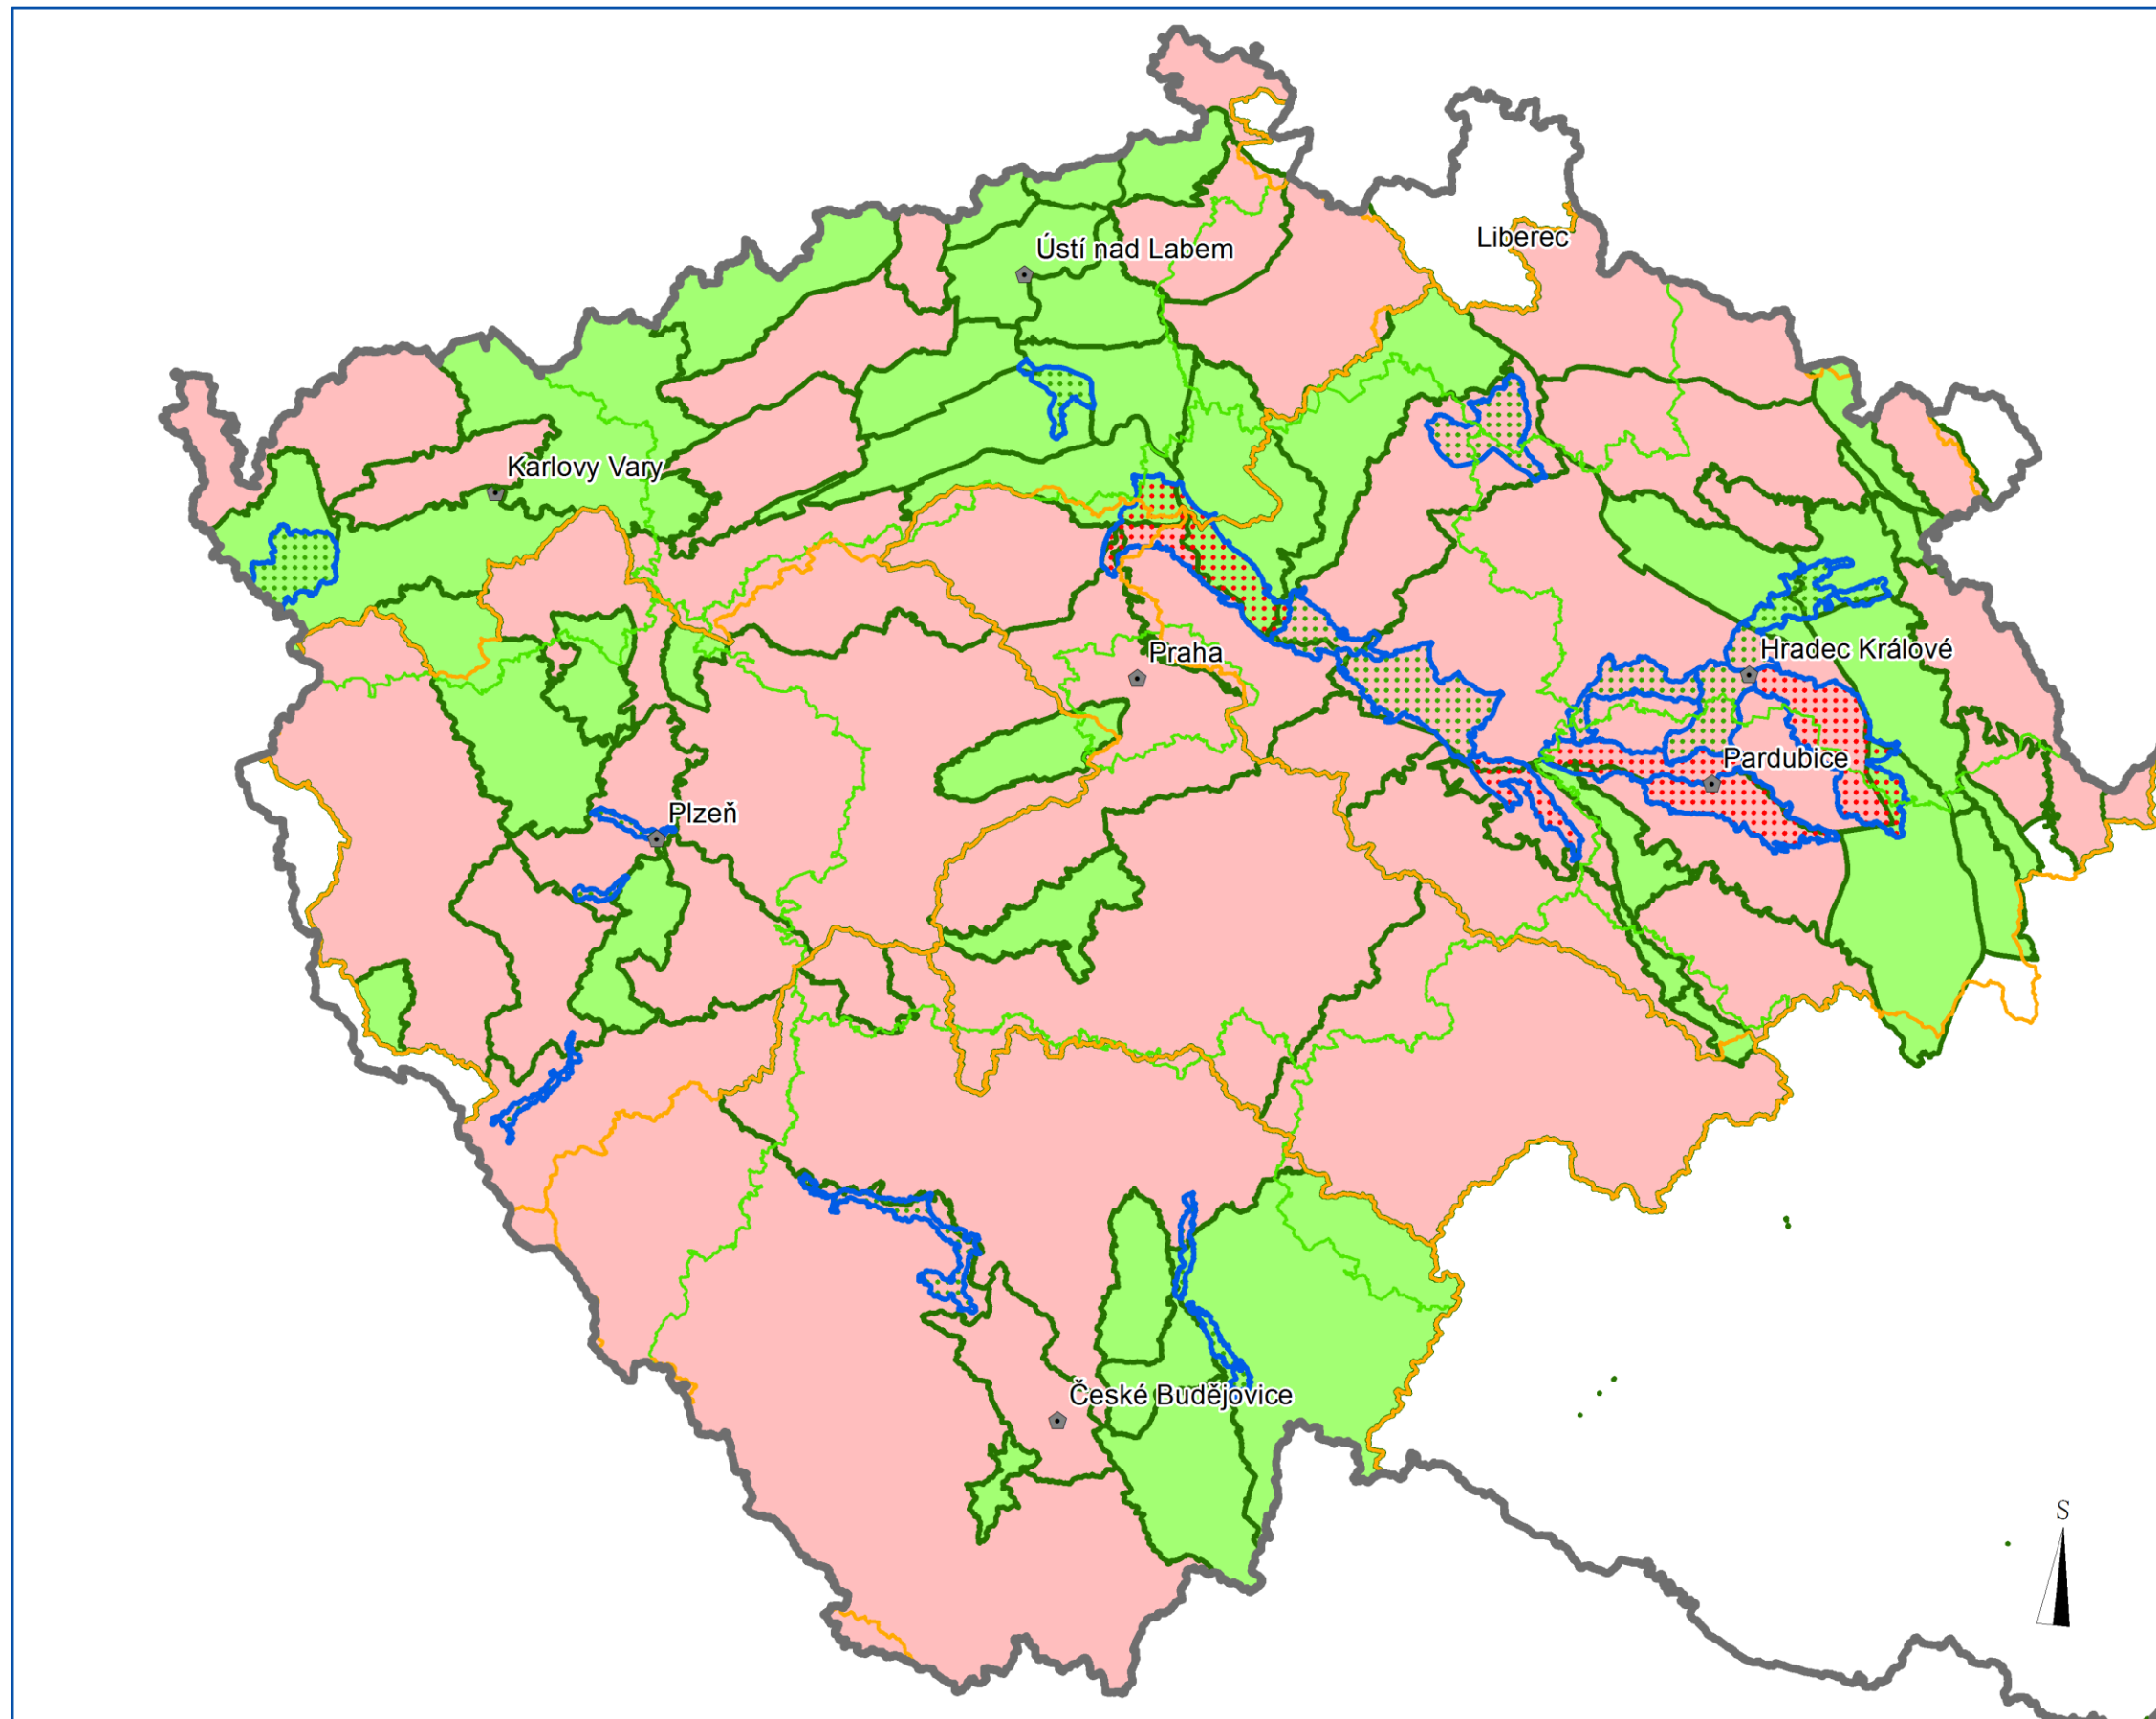 Liberec
Ústí nad Labem
Karlovy Vary
Praha
Hradec Králové
Pardubice
Plzeň
České Budějovice
S